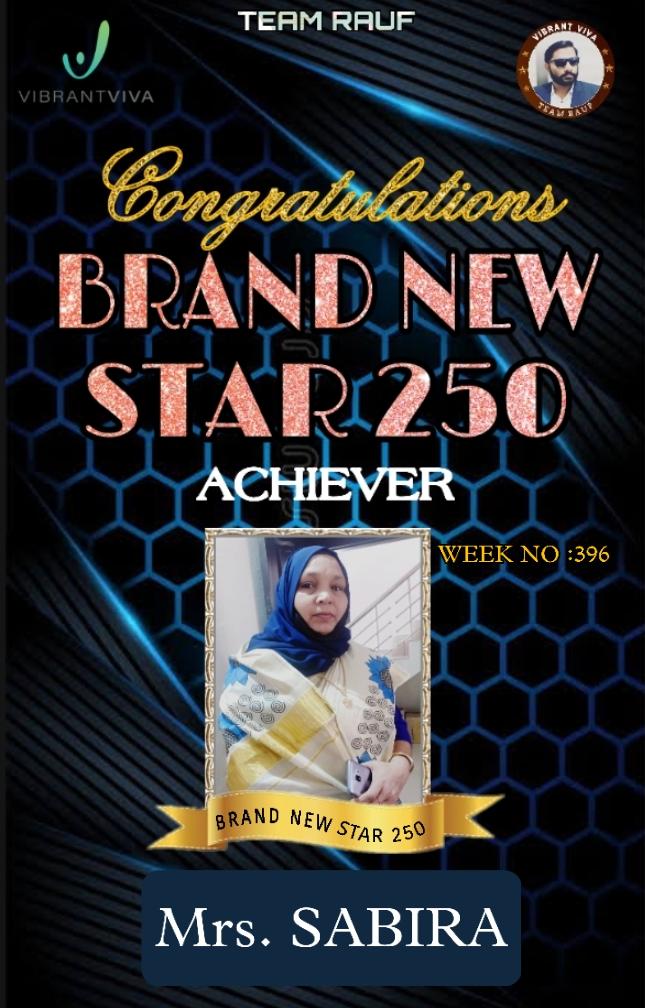 TEAM RAUF
VIBRANTVIVA
VIBRANT VIVA
TEAM RAUF
Congratulations
BRAND NEW
STAR 250
ACHIEVER
WEEK NO :396
BRAND NEW STAR 250
Mrs. SABIRA